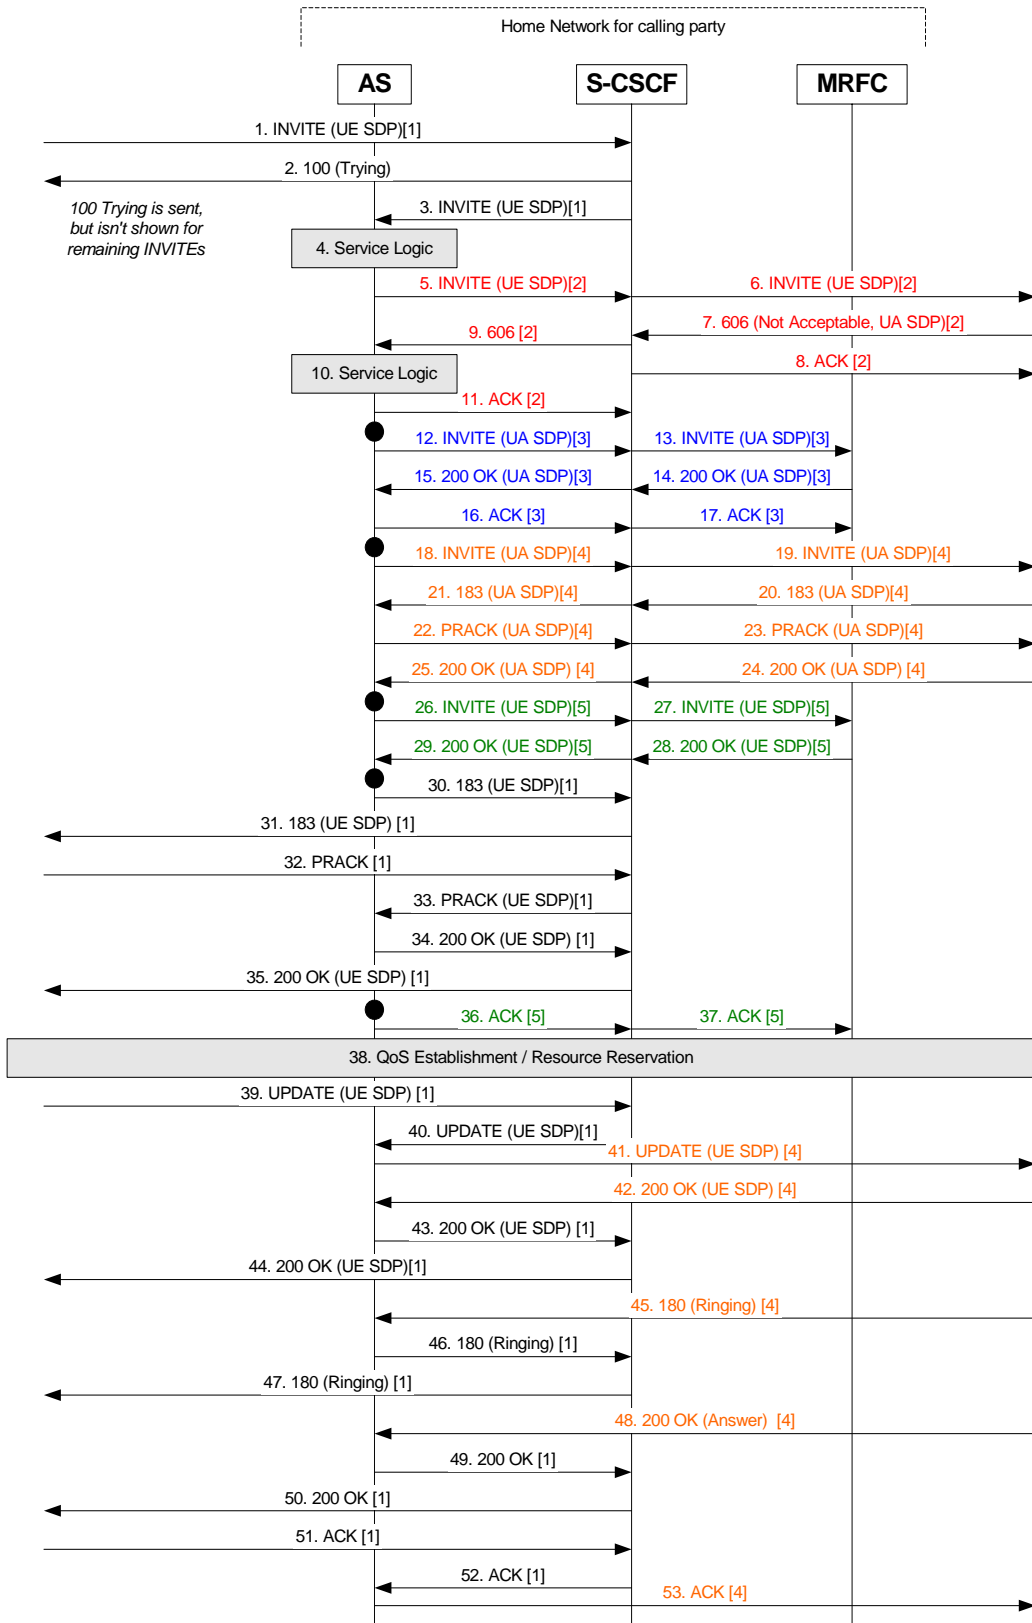 Home Network for calling party
AS
S-CSCF
MRFC
1. INVITE (UE SDP)[1]
2. 100 (Trying)
100 Trying is sent,
but isn't shown for
remaining INVITEs
3. INVITE (UE SDP)[1]
4. Service Logic
5. INVITE (UE SDP)[2]
6. INVITE (UE SDP)[2]
7. 606 (Not Acceptable, UA SDP)[2]
9. 606 [2]
8. ACK [2]
10. Service Logic
11. ACK [2]
12. INVITE (UA SDP)[3]
13. INVITE (UA SDP)[3]
15. 200 OK (UA SDP)[3]
14. 200 OK (UA SDP)[3]
16. ACK [3]
17. ACK [3]
18. INVITE (UA SDP)[4]
19. INVITE (UA SDP)[4]
21. 183 (UA SDP)[4]
20. 183 (UA SDP)[4]
22. PRACK (UA SDP)[4]
23. PRACK (UA SDP)[4]
25. 200 OK (UA SDP) [4]
24. 200 OK (UA SDP) [4]
26. INVITE (UE SDP)[5]
27. INVITE (UE SDP)[5]
29. 200 OK (UE SDP)[5]
28. 200 OK (UE SDP)[5]
30. 183 (UE SDP)[1]
31. 183 (UE SDP) [1]
32. PRACK [1]
33. PRACK (UE SDP)[1]
34. 200 OK (UE SDP) [1]
35. 200 OK (UE SDP) [1]
36. ACK [5]
37. ACK [5]
38. QoS Establishment / Resource Reservation
39. UPDATE (UE SDP) [1]
40. UPDATE (UE SDP)[1]
41. UPDATE (UE SDP) [4]
42. 200 OK (UE SDP) [4]
43. 200 OK (UE SDP) [1]
44. 200 OK (UE SDP)[1]
45. 180 (Ringing) [4]
46. 180 (Ringing) [1]
47. 180 (Ringing) [1]
48. 200 OK (Answer) [4]
49. 200 OK [1]
50. 200 OK [1]
51. ACK [1]
52. ACK [1]
53. ACK [4]